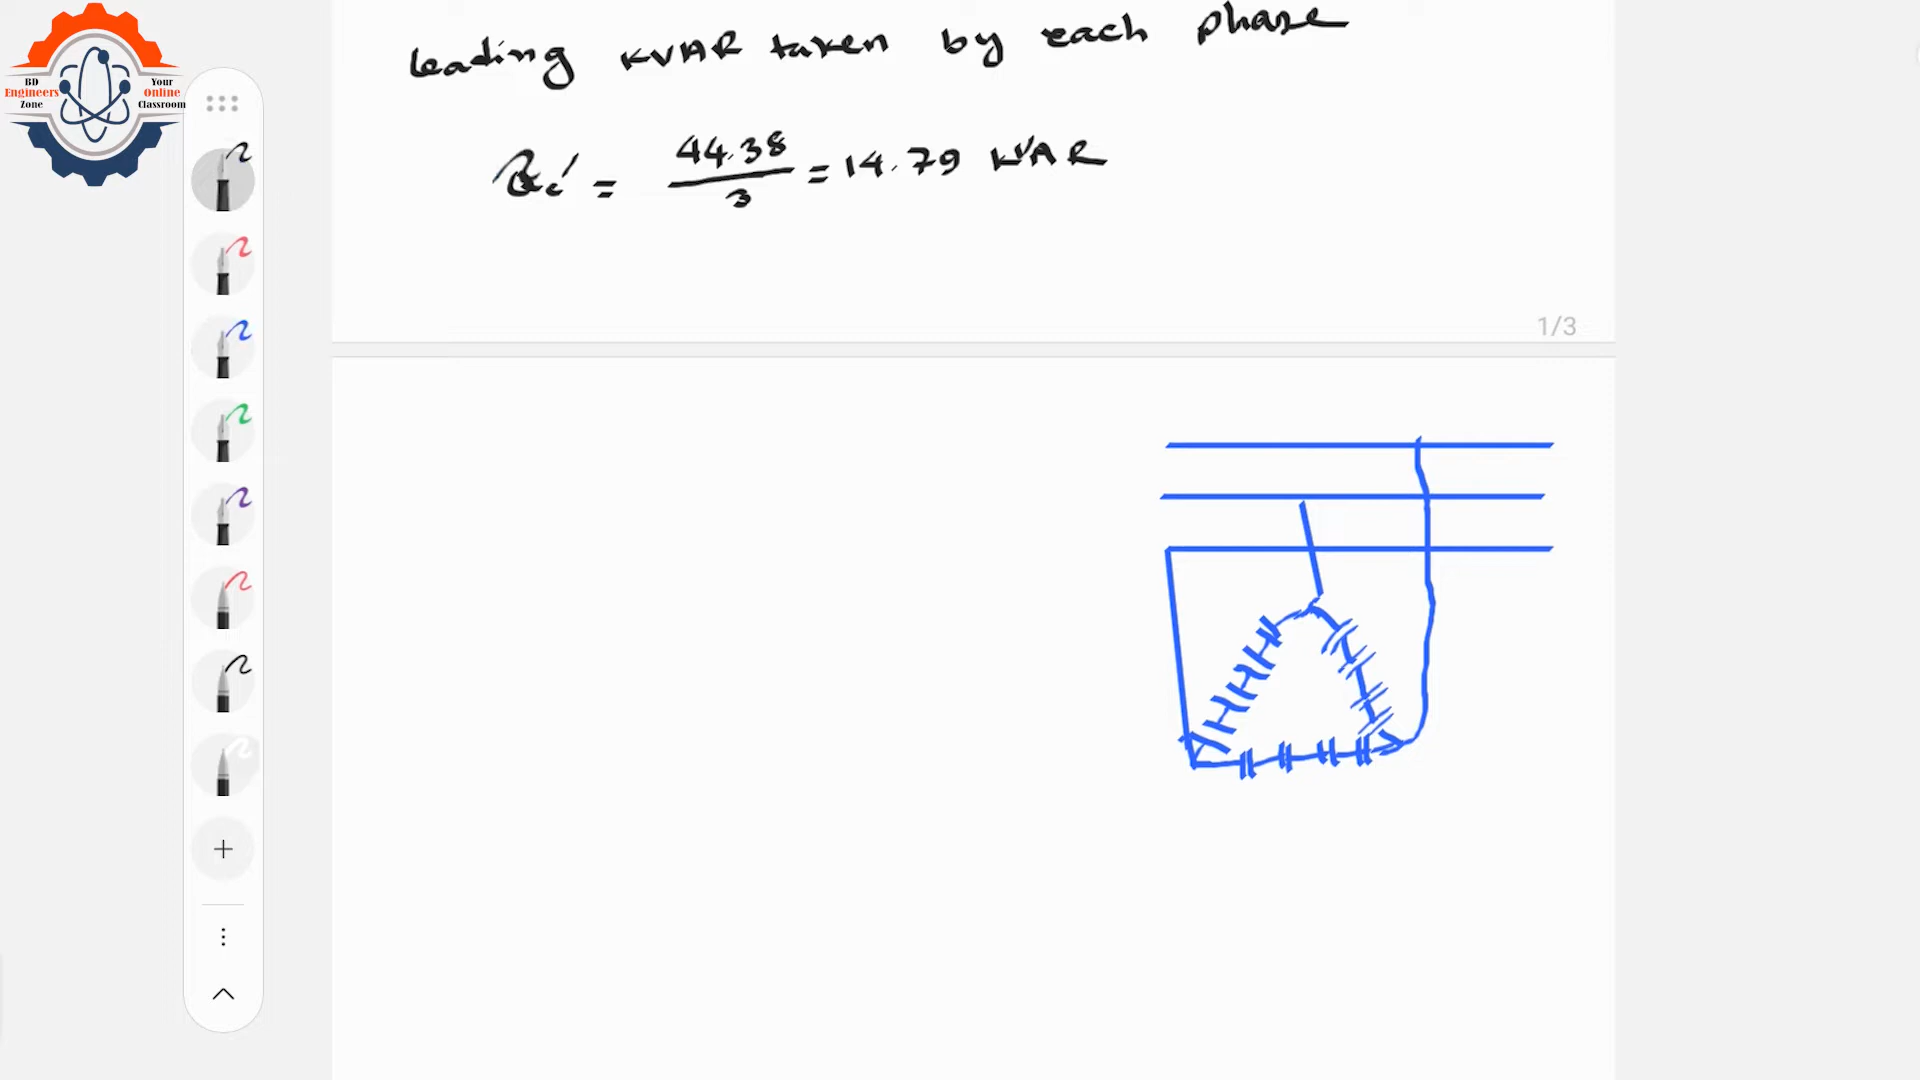 BD
Engineers
Zone
Your
Online
Classroom
leading KVAR taken by each phase
Qc' = 44.38/3 = 14.79 KVAR
1/3